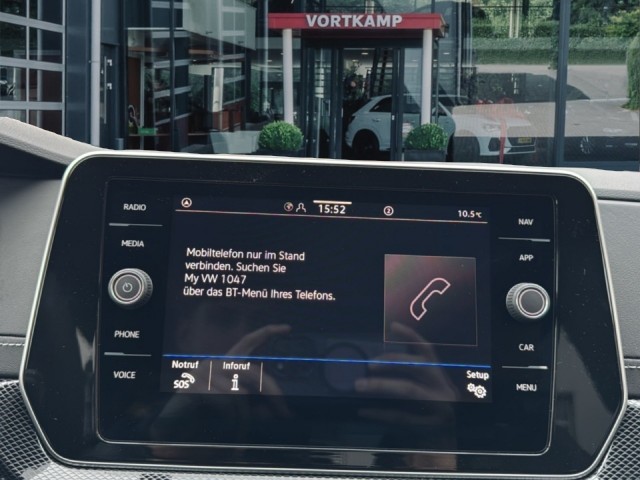 VORTKAMP
RADIO
MEDIA
PHONE
VOICE
15:52
2
10.5°C
Mobiltelefon nur im Stand
verbinden. Suchen Sie
My VW 1047
über das BT-Menü Ihres Telefons.
Notruf
SOS
Inforuf
i
Setup
NAV
APP
CAR
MENU